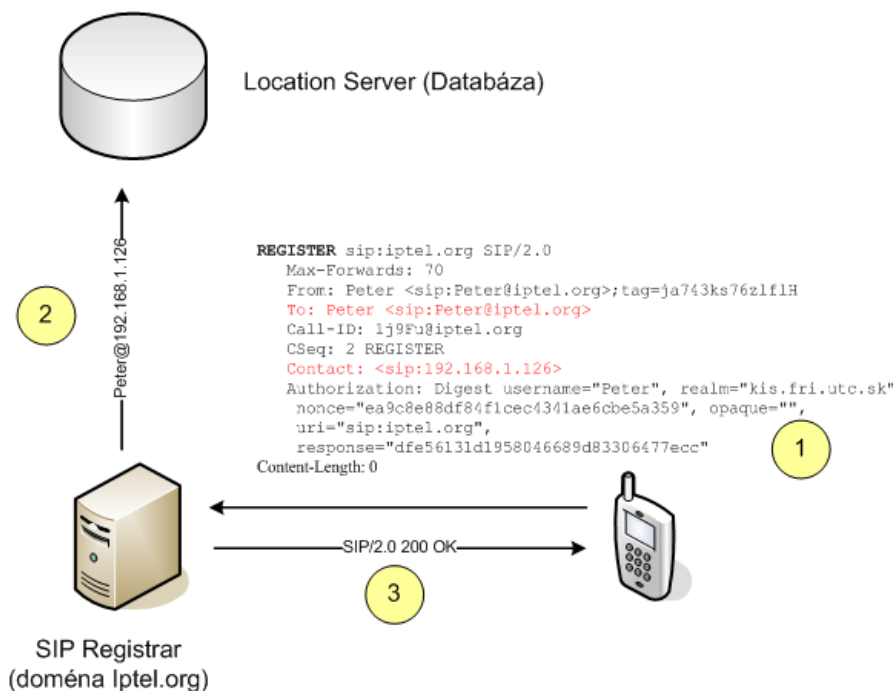 Location Server (Databáza)
REGISTER sip:iptel.org SIP/2.0
Max-Forwards: 70
From: Peter <sip:Peter@iptel.org>;tag=ja743ks76zlflH
To: Peter <sip:Peter@iptel.org>
Call-ID: 1j9Fu@iptel.org
CSeq: 2 REGISTER
Contact: <sip:192.168.1.126>
Authorization: Digest username="Peter", realm="kis.fri.utc.sk"
nonce="ea9c8e88df84f1cec4341ae6cbe5a359", opaque="",
uri="sip:iptel.org",
response="dfe56131d1958046689d83306477ecc"
Content-Length: 0
Peter@192.168.1.126
2
1
SIP/2.0 200 OK
3
SIP Registrar
(doména Iptel.org)